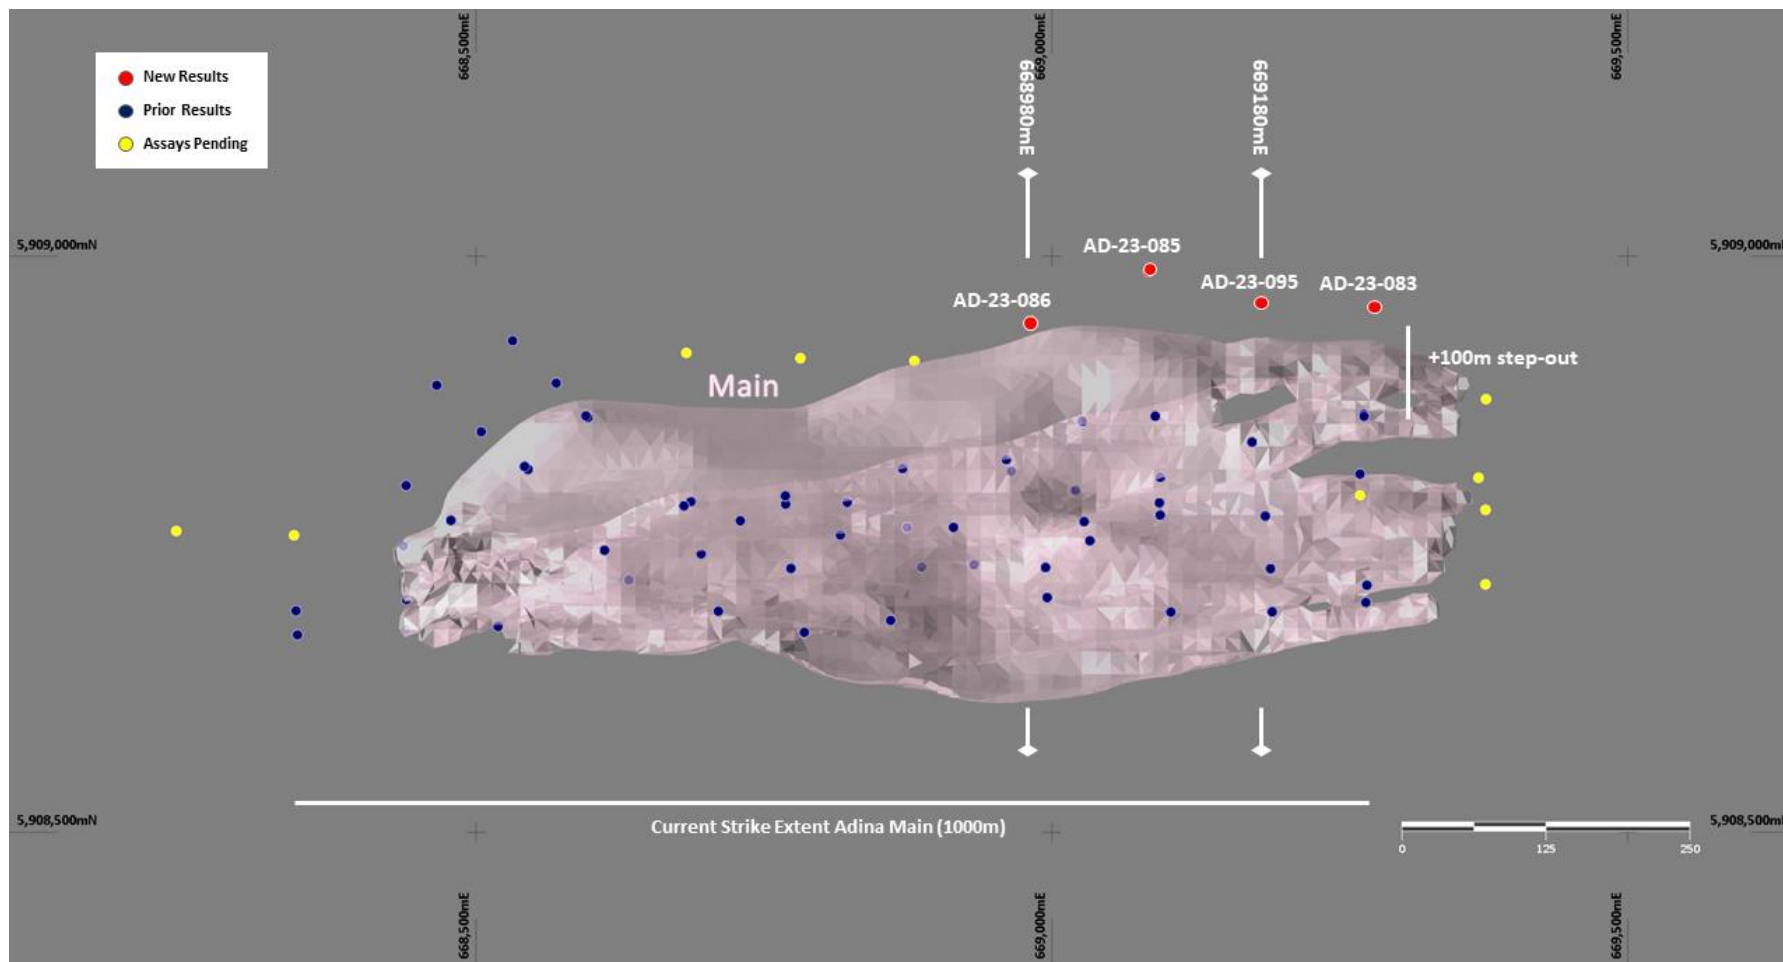 668,500mE
669,000mE
669,500mE
New Results
Prior Results
Assays Pending
668980mE
669180mE
5,909,000mN
5,909,000mN
AD-23-085
AD-23-095
AD-23-083
AD-23-086
+100m step-out
Main
5,908,500mN
5,908,500mN
Current Strike Extent Adina Main (1000m)
0
125
250
668,500mE
669,000mE
669,500mE